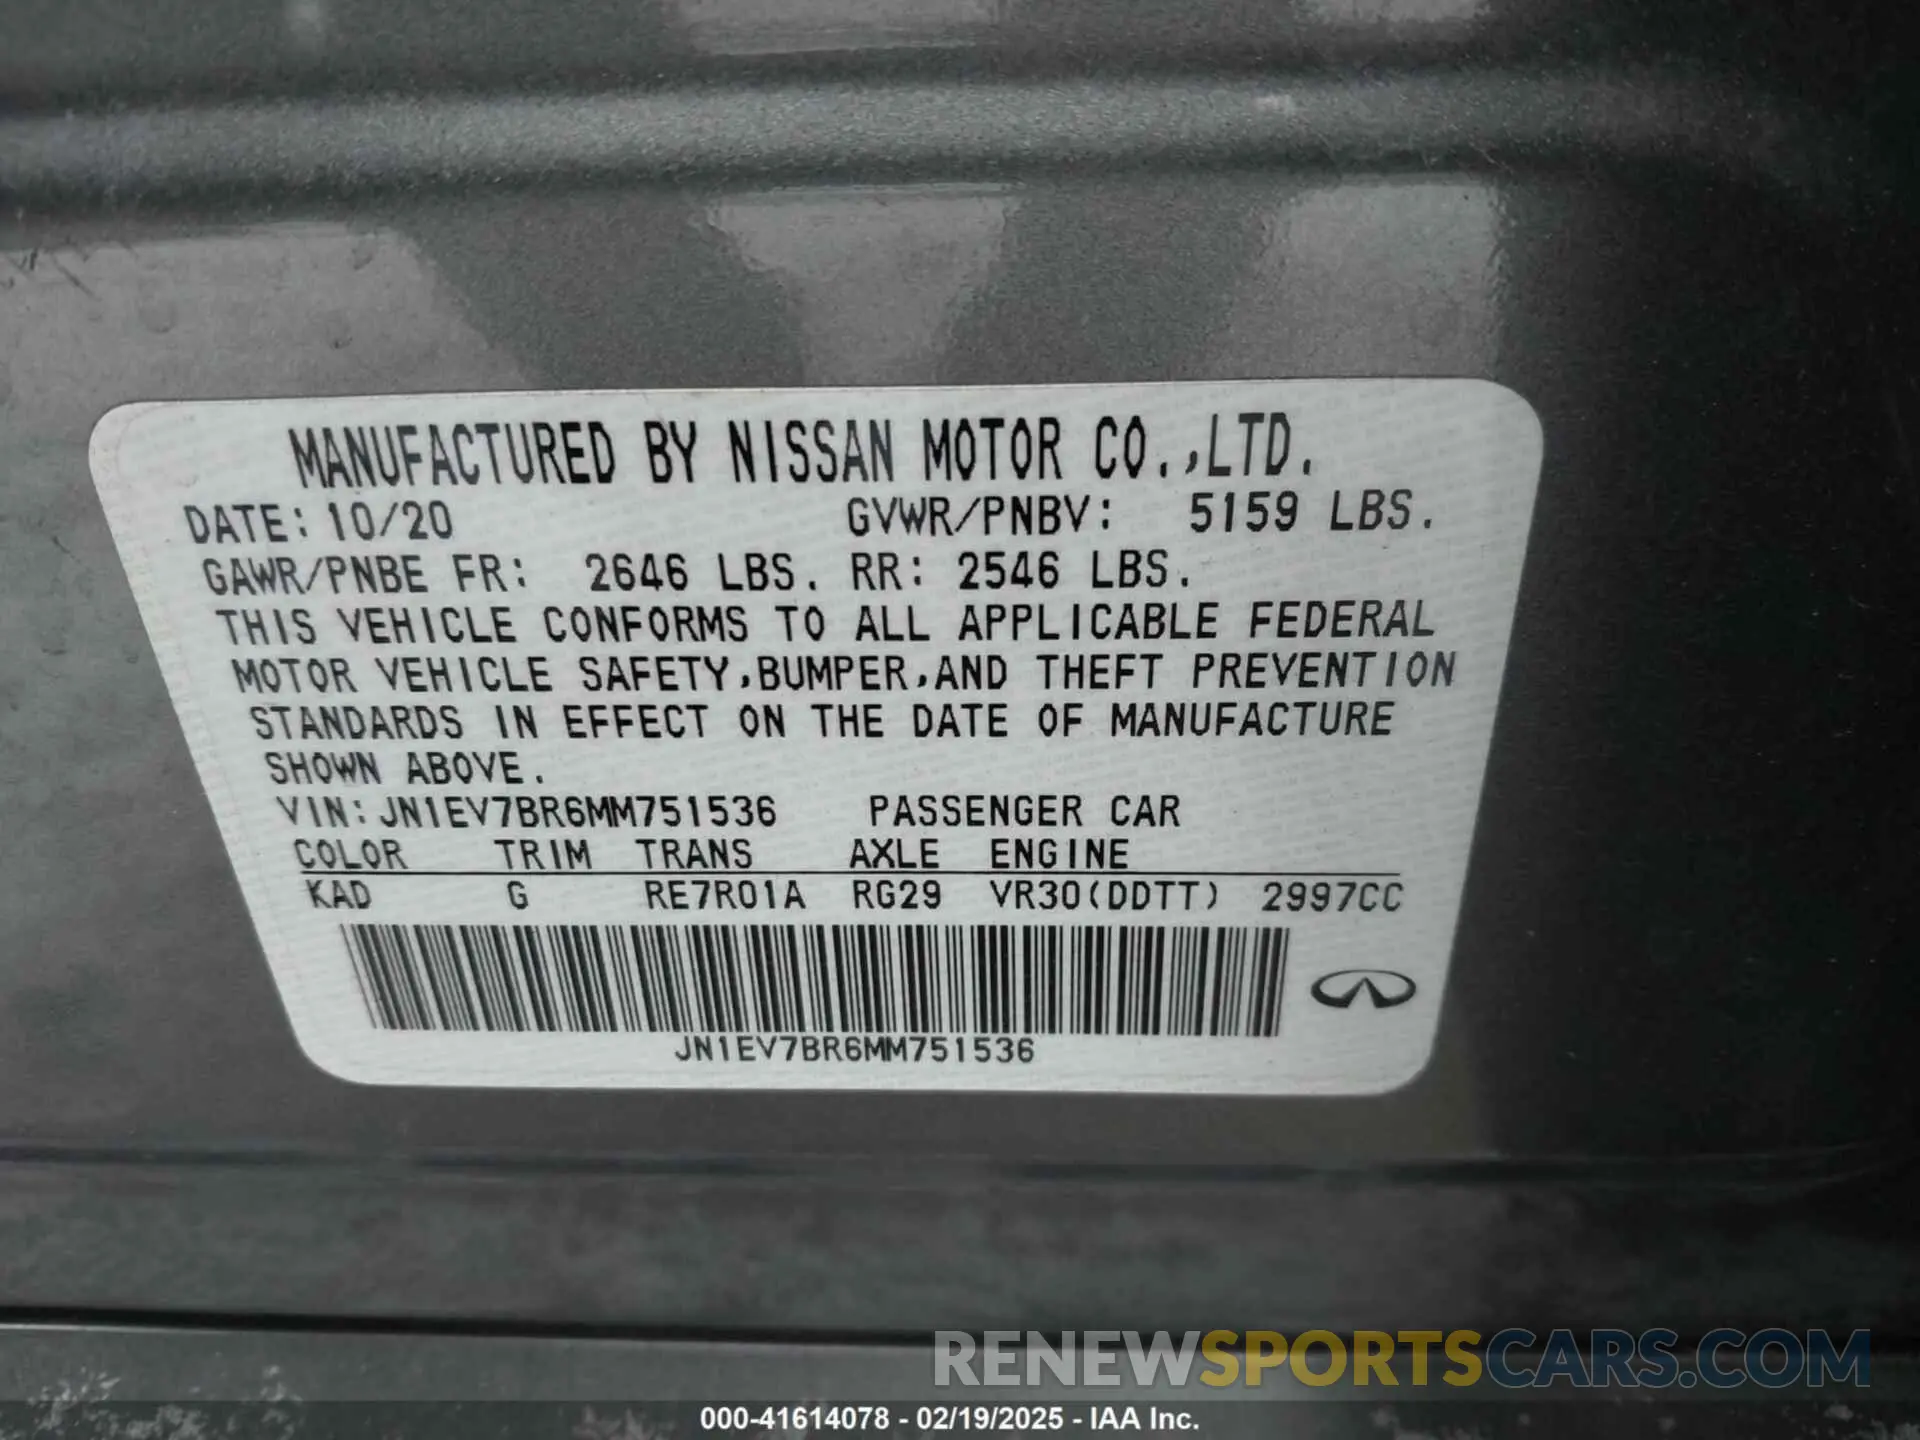 MANUFACTURED BY NISSAN MOTOR CO.,LTD.
DATE: 10/20 GVWR/PNBV: 5159 LBS.
GAWR/PNBE FR: 2646 LBS. RR: 2546 LBS.
THIS VEHICLE CONFORMS TO ALL APPLICABLE FEDERAL
MOTOR VEHICLE SAFETY,BUMPER,AND THEFT PREVENTION
STANDARDS IN EFFECT ON THE DATE OF MANUFACTURE
SHOWN ABOVE.
VIN: JN1EV7BR6MM751536 PASSENGER CAR
COLOR TRIM TRANS AXLE ENGINE
KAD G RE7R01A RG29 VR30(DDTT) 2997CC
JN1EV7BR6MM751536
RENEWSPORTSCARS.COM
000-41614078 - 02/19/2025 - IAA Inc.